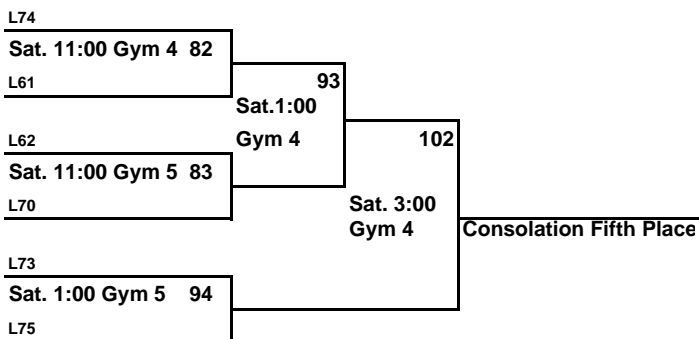 L74
Sat. 11:00 Gym 4 82
L61
93
Sat.1:00
Gym 4
L62
102
Sat. 11:00 Gym 5 83
L70
Sat. 3:00
Gym 4
Consolation Fifth Place
L73
Sat. 1:00 Gym 5 94
L75